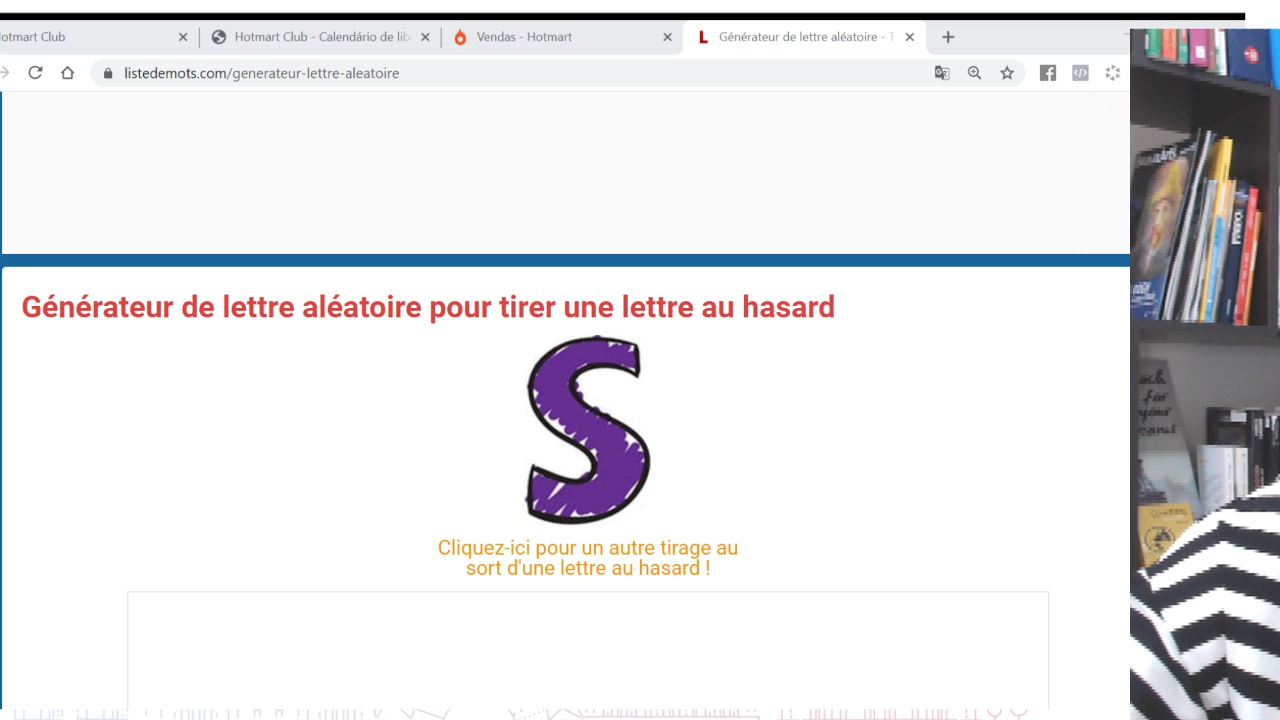 otmart Club
Hotmart Club - Calendário de lib
Vendas - Hotmart
L Générateur de lettre aléatoire - T
listedemots.com/generateur-lettre-aleatoire
Générateur de lettre aléatoire pour tirer une lettre au hasard
S
Cliquez-ici pour un autre tirage au
sort d'une lettre au hasard !